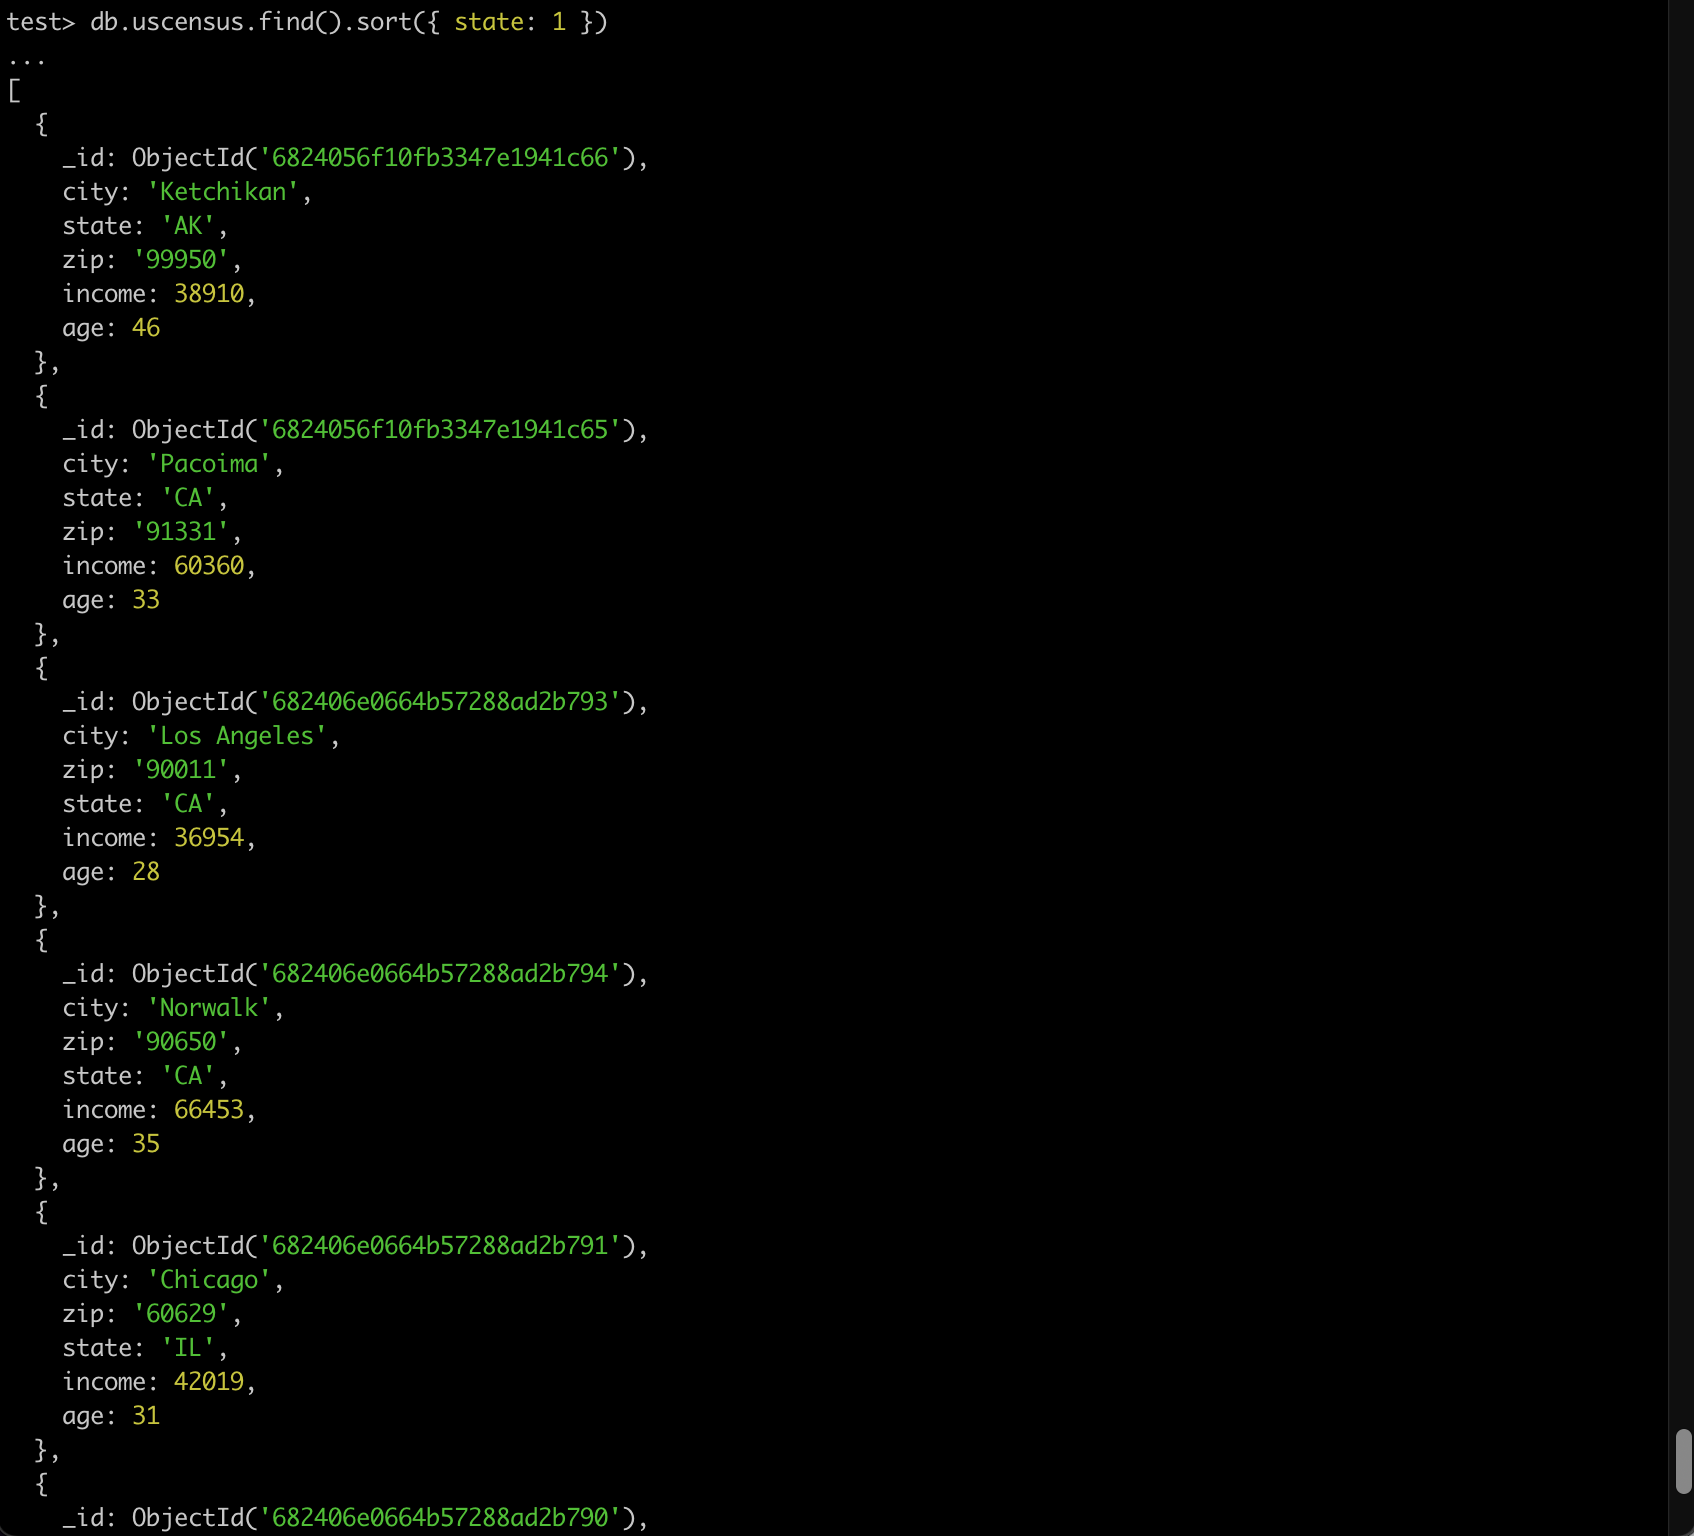 test> db.uscensus.find().sort({ state: 1 })
...
[
  {
    _id: ObjectId('6824056f10fb3347e1941c66'),
    city: 'Ketchikan',
    state: 'AK',
    zip: '99950',
    income: 38910,
    age: 46
  },
  {
    _id: ObjectId('6824056f10fb3347e1941c65'),
    city: 'Pacoima',
    state: 'CA',
    zip: '91331',
    income: 60360,
    age: 33
  },
  {
    _id: ObjectId('682406e0664b57288ad2b793'),
    city: 'Los Angeles',
    zip: '90011',
    state: 'CA',
    income: 36954,
    age: 28
  },
  {
    _id: ObjectId('682406e0664b57288ad2b794'),
    city: 'Norwalk',
    zip: '90650',
    state: 'CA',
    income: 66453,
    age: 35
  },
  {
    _id: ObjectId('682406e0664b57288ad2b791'),
    city: 'Chicago',
    zip: '60629',
    state: 'IL',
    income: 42019,
    age: 31
  },
  {
    _id: ObjectId('682406e0664b57288ad2b790'),